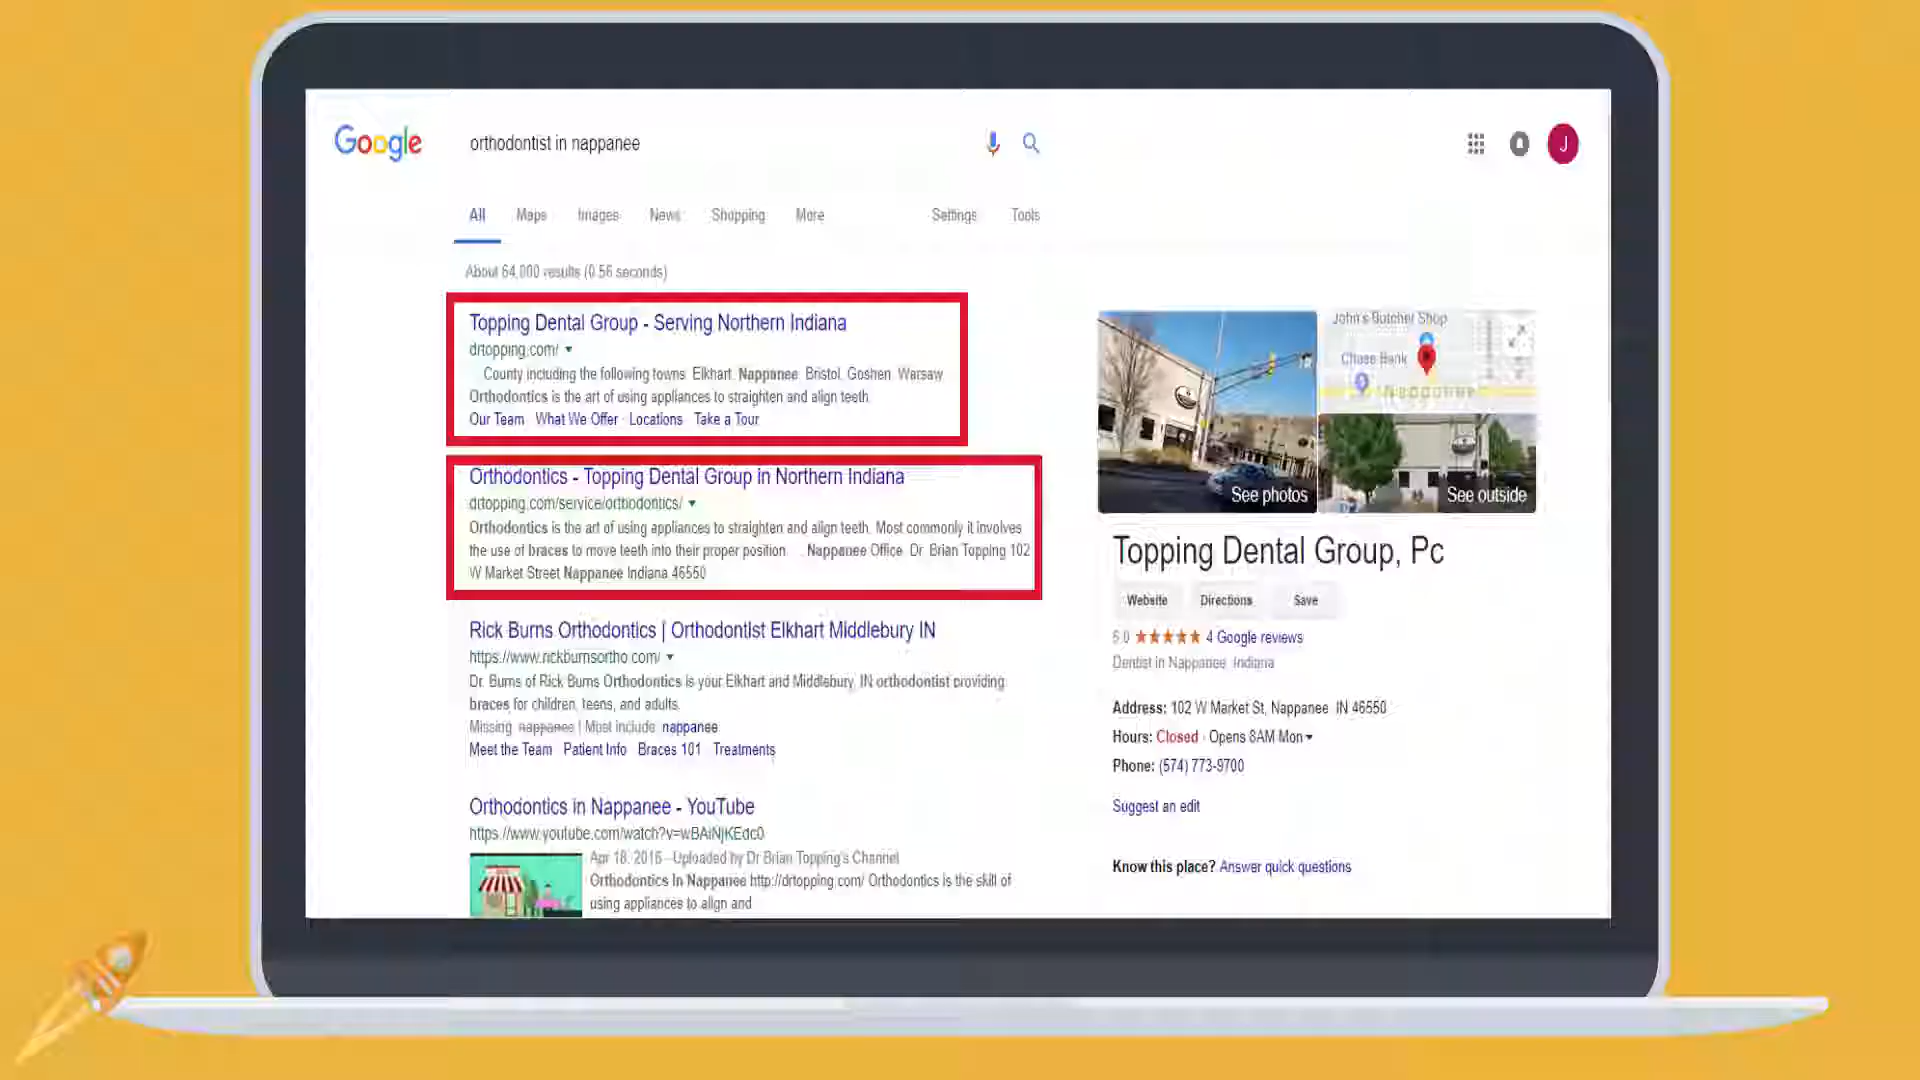 Google
orthodontist in nappanee
J
All Maps Images News Shopping More Settings Tools
About 64,000 results (0.56 seconds)
Topping Dental Group - Serving Northern Indiana
drtopping.com/
County including the following towns Elkhart Nappanee Bristol Goshen Warsaw
Orthodontics is the art of using appliances to straighten and align teeth
Our Team What We Offer · Locations Take a Tour
Orthodontics - Topping Dental Group in Northern Indiana
drtopping.com/service/orthodontics/
Orthodontics is the art of using appliances to straighten and align teeth. Most commonly it involves
the use of braces to move teeth into their proper position Nappanee Office Dr Brian Topping 102
W Market Street Nappanee Indiana 46550
Rick Burns Orthodontics | Orthodontist Elkhart Middlebury IN
https://www.rickburnsortho.com/
Dr. Burns of Rick Burns Orthodontics is your Elkhart and Middlebury, IN orthodontist providing
braces for children, teens, and adults.
Missing nappanee | Must include nappanee
Meet the Team Patient Info Braces 101 Treatments
Orthodontics in Nappanee - YouTube
https://www.youtube.com/watch?v=wBAiNjKEdc0
Apr 18, 2016 - Uploaded by Dr Brian Topping's Channel
Orthodontics In Nappanee http://drtopping.com/ Orthodontics is the skill of
using appliances to align and
John's Butcher Shop
Chase Bank
Nappanee
See photos
See outside
Topping Dental Group, Pc
Website Directions Save
5.0 4 Google reviews
Dentist in Nappanee, Indiana
Address: 102 W Market St, Nappanee IN 46550
Hours: Closed · Opens 8AM Mon
Phone: (574) 773-9700
Suggest an edit
Know this place? Answer quick questions